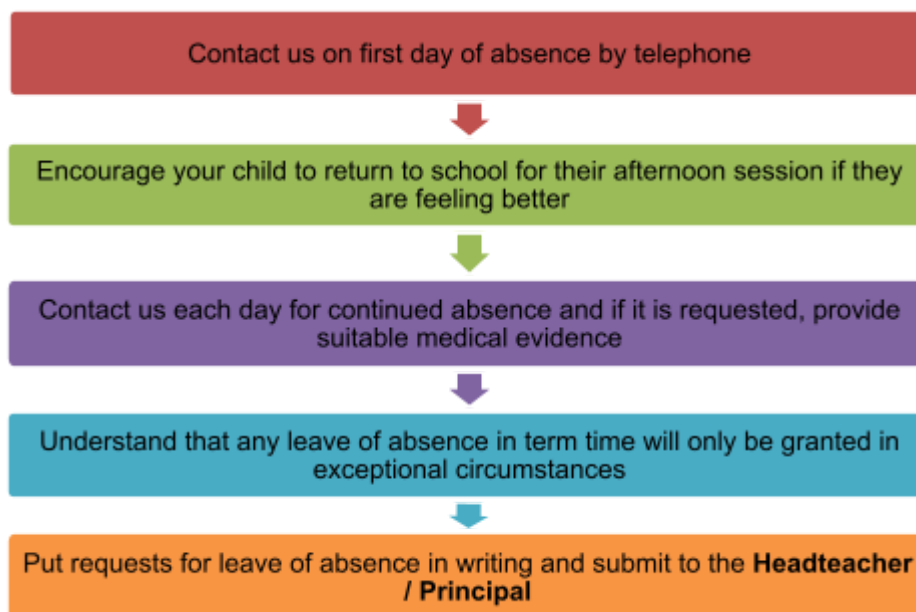 Contact us on first day of absence by telephone
Encourage your child to return to school for their afternoon session if they
are feeling better
Contact us each day for continued absence and if it is requested, provide
suitable medical evidence
Understand that any leave of absence in term time will only be granted in
exceptional circumstances
Put requests for leave of absence in writing and submit to the Headteacher
/ Principal